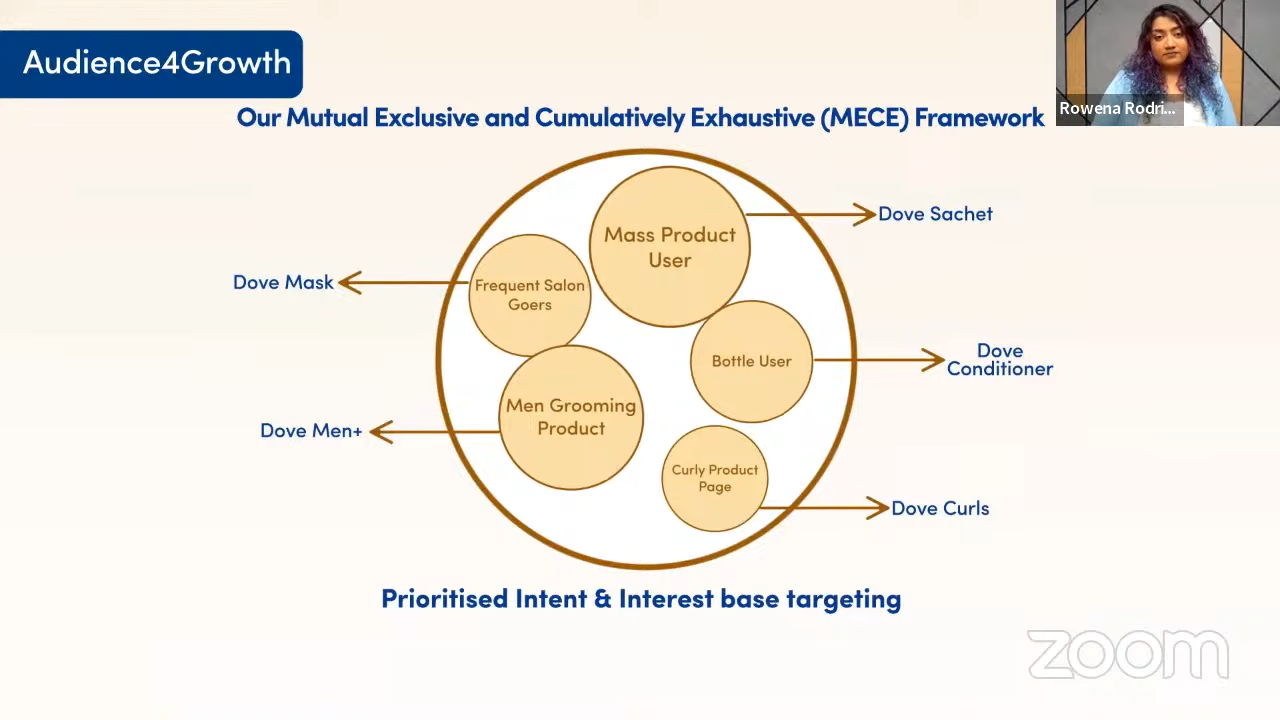 Audience4Growth
Rowena Rodri...
Our Mutual Exclusive and Cumulatively Exhaustive (MECE) Framework
Mass Product
User
Dove Sachet
Dove Mask
Frequent Salon
Goers
Bottle User
Dove
Conditioner
Men Grooming
Product
Dove Men+
Curly Product
Page
Dove Curls
Prioritised Intent & Interest base targeting
zoom